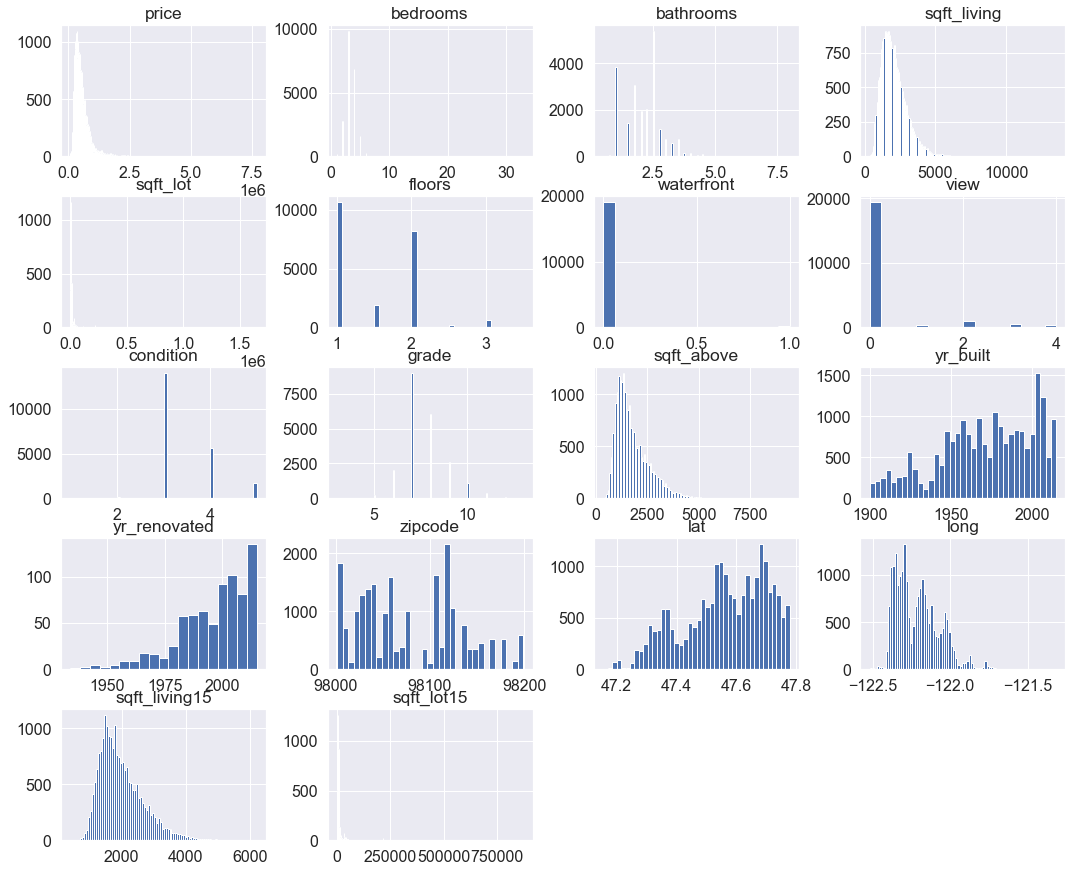 price bedrooms bathrooms sqft_living
1000 10000 4000 750
500 5000 2000 500
250
0 0 0 0
0.0 2.5 5.0 7.5 0 10 20 30 2.5 5.0 7.5 0 5000 10000
1e6
sqft_lot floors waterfront view
1000 10000 20000 20000
500 5000 10000 10000
0 0 0 0
0.0 0.5 1.0 1.5 1 2 3 0.0 0.5 1.0 0 2 4
1e6
condition grade sqft_above yr_built
10000 7500 1000 1500
5000 5000 500 1000
2500 500
0 0 0 0
2 4 5 10 0 2500 5000 7500 1900 1950 2000
yr_renovated zipcode lat long
100 2000 1000 1000
50 1000 500 500
0 0 0 0
1950 1975 2000 98000 98100 98200 47.2 47.4 47.6 47.8 −122.5 −122.0 −121.5
sqft_living15 sqft_lot15
1000 1000
500 500
0 0
2000 4000 6000 0 250000 500000 750000